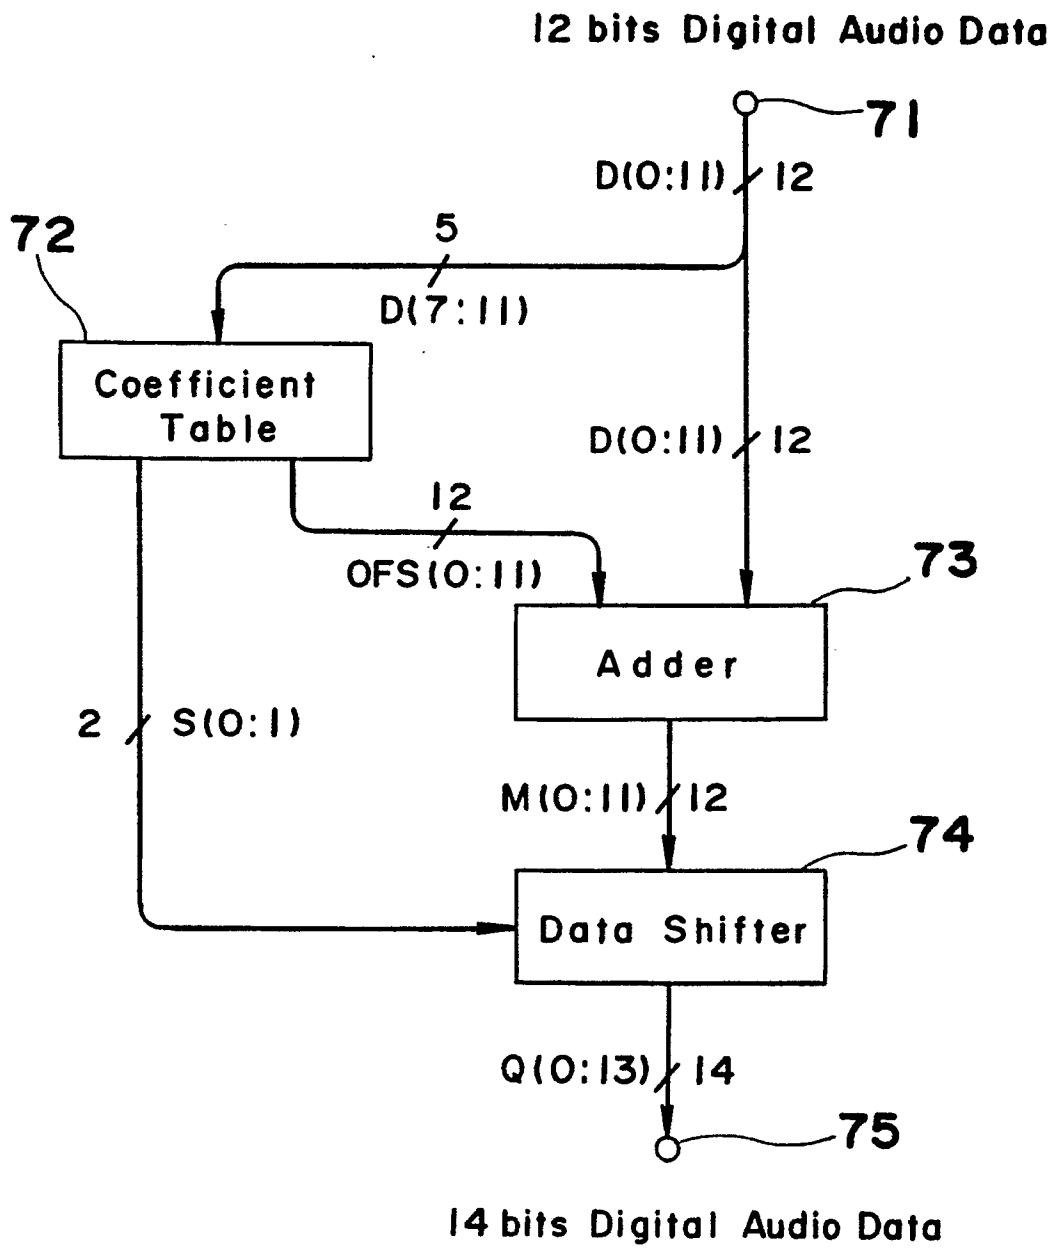 12 bits Digital Audio Data
71
D(0:11) 12
72
5
D(7:11)
Coefficient
Table
D(0:11) 12
12
OFS(0:11)
73
Adder
2 S(0:1)
M(0:11) 12
74
Data Shifter
Q(0:13) 14
75
14 bits Digital Audio Data